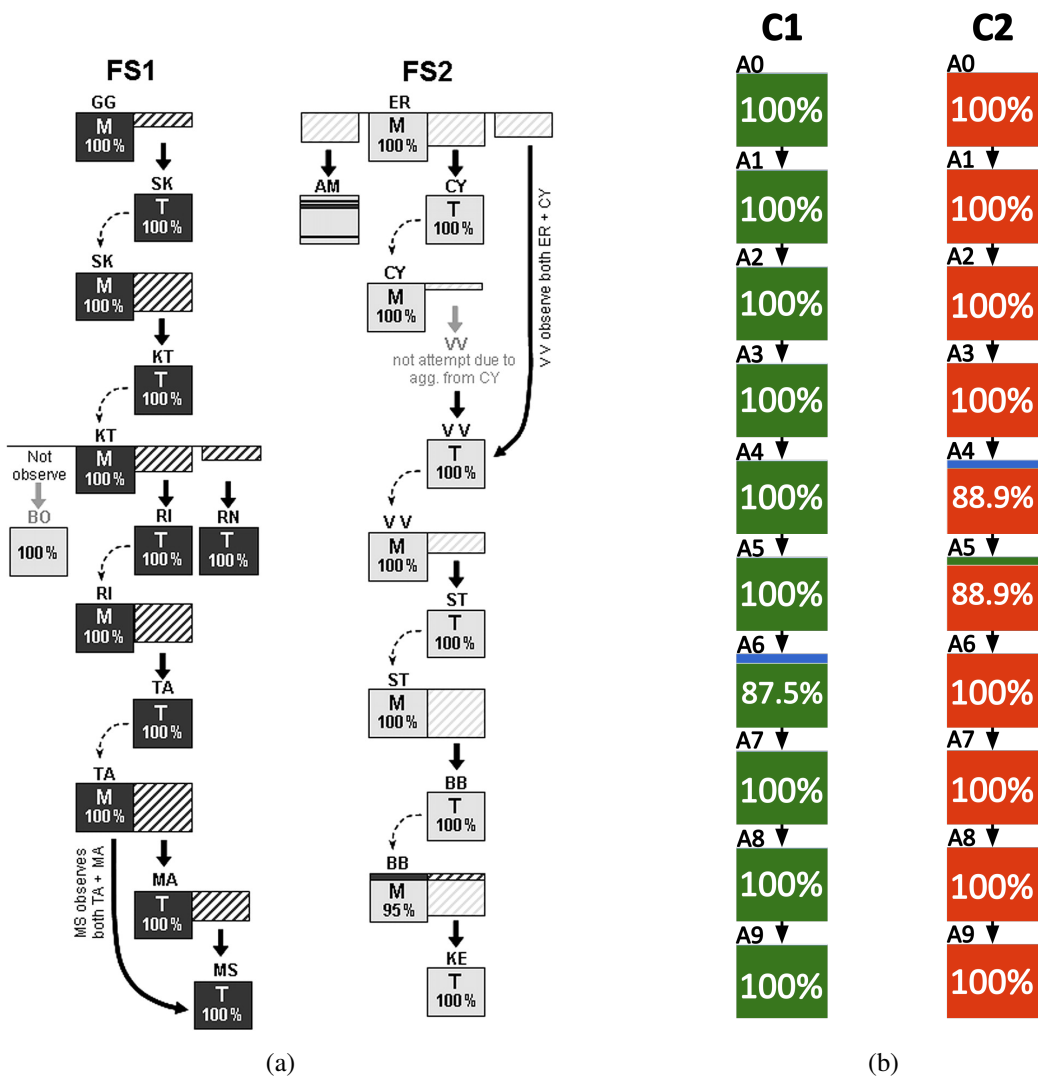 FS1
GG
M
100%
SK
T
100%
SK
M
100%
KT
T
100%
KT
M
100%
Not
observe
BO
100%
RI
T
100%
RN
T
100%
RI
M
100%
TA
T
100%
TA
M
100%
MS observes
both TA + MA
MA
T
100%
MS
T
100%
FS2
ER
M
100%
AM
CY
T
100%
CY
M
100%
VV
not attempt due to
agg. from CY
VV observe both ER + CY
VV
T
100%
VV
M
100%
ST
T
100%
ST
M
100%
BB
T
100%
BB
M
95%
KE
T
100%
(a)
C1
A0
100%
A1
100%
A2
100%
A3
100%
A4
100%
A5
100%
A6
87.5%
A7
100%
A8
100%
A9
100%
C2
A0
100%
A1
100%
A2
100%
A3
100%
A4
88.9%
A5
88.9%
A6
100%
A7
100%
A8
100%
A9
100%
(b)